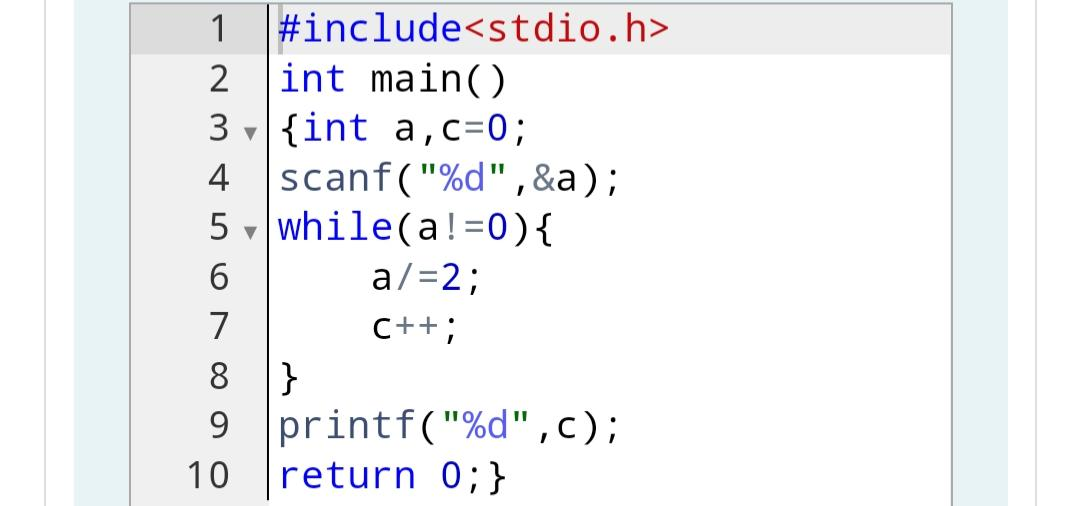 1 #include<stdio.h>
2 int main()
3 {int a,c=0;
4 scanf("%d",&a);
5 while(a!=0){
6 a/=2;
7 c++;
8 }
9 printf("%d",c);
10 return 0;}